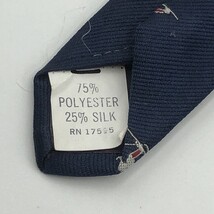 75%
POLYESTER
25% SILK
RN 17595